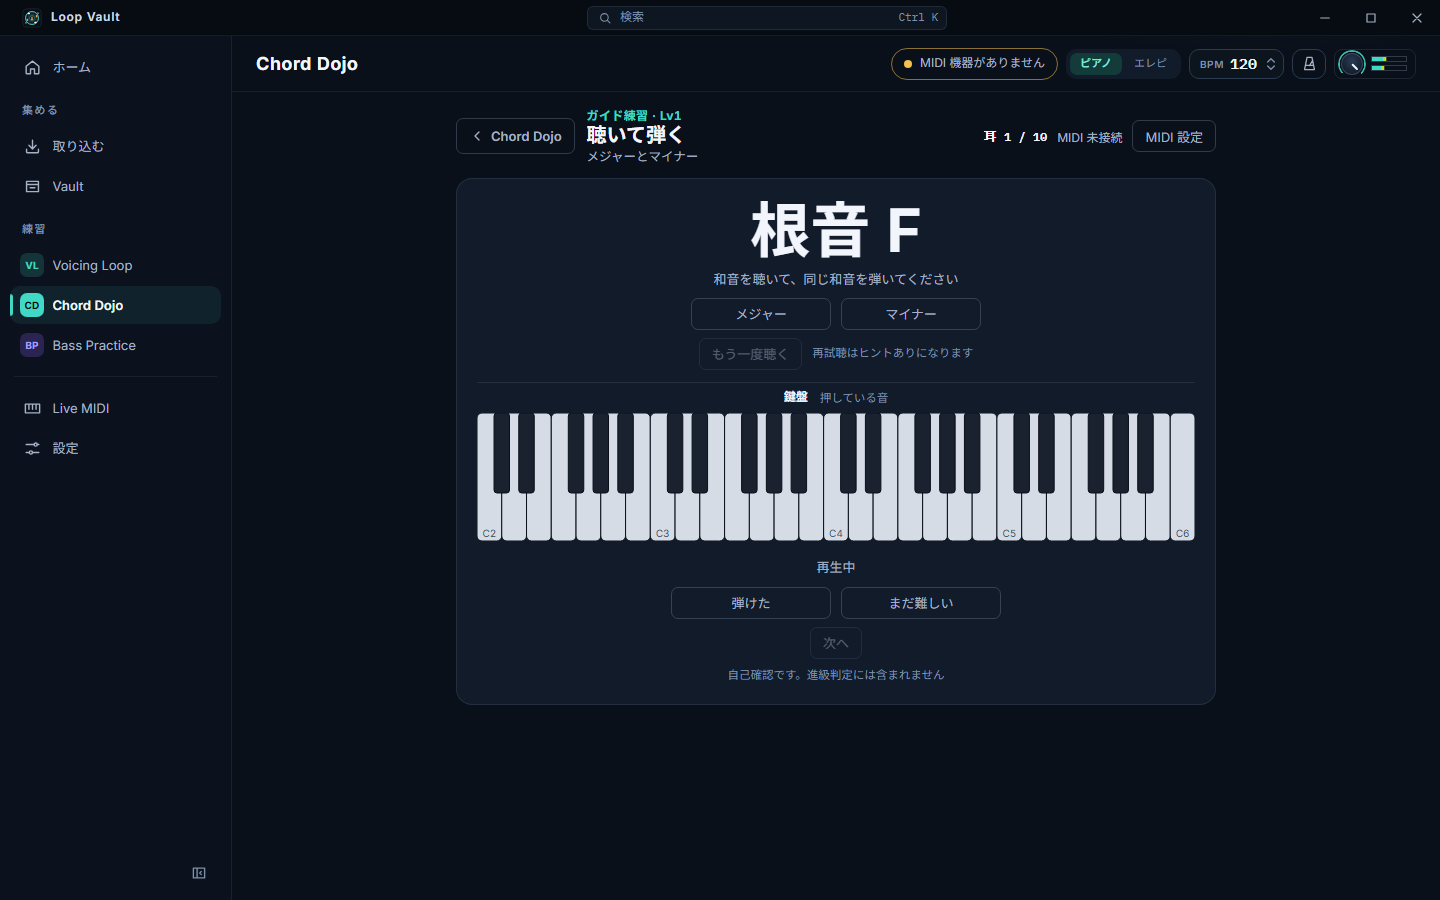 Loop Vault
検索
Ctrl K
ホーム
集める
取り込む
Vault
練習
VL Voicing Loop
CD Chord Dojo
BP Bass Practice
Live MIDI
設定
Chord Dojo
MIDI 機器がありません
ピアノ
エレピ
BPM 120
Chord Dojo
ガイド練習 · Lv1
聴いて弾く
メジャーとマイナー
耳 1 / 10
MIDI 未接続
MIDI 設定
根音 F
和音を聴いて、同じ和音を弾いてください
メジャー
マイナー
もう一度聴く
再試聴はヒントありになります
鍵盤 押している音
C2 C3 C4 C5 C6
再生中
弾けた
まだ難しい
次へ
自己確認です。進級判定には含まれません